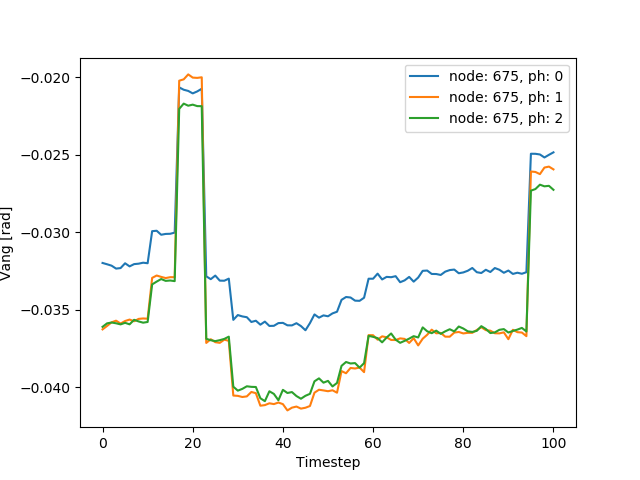 node: 675, ph: 0
node: 675, ph: 1
node: 675, ph: 2
Vang [rad]
−0.020
−0.025
−0.030
−0.035
−0.040
0 20 40 60 80 100
Timestep